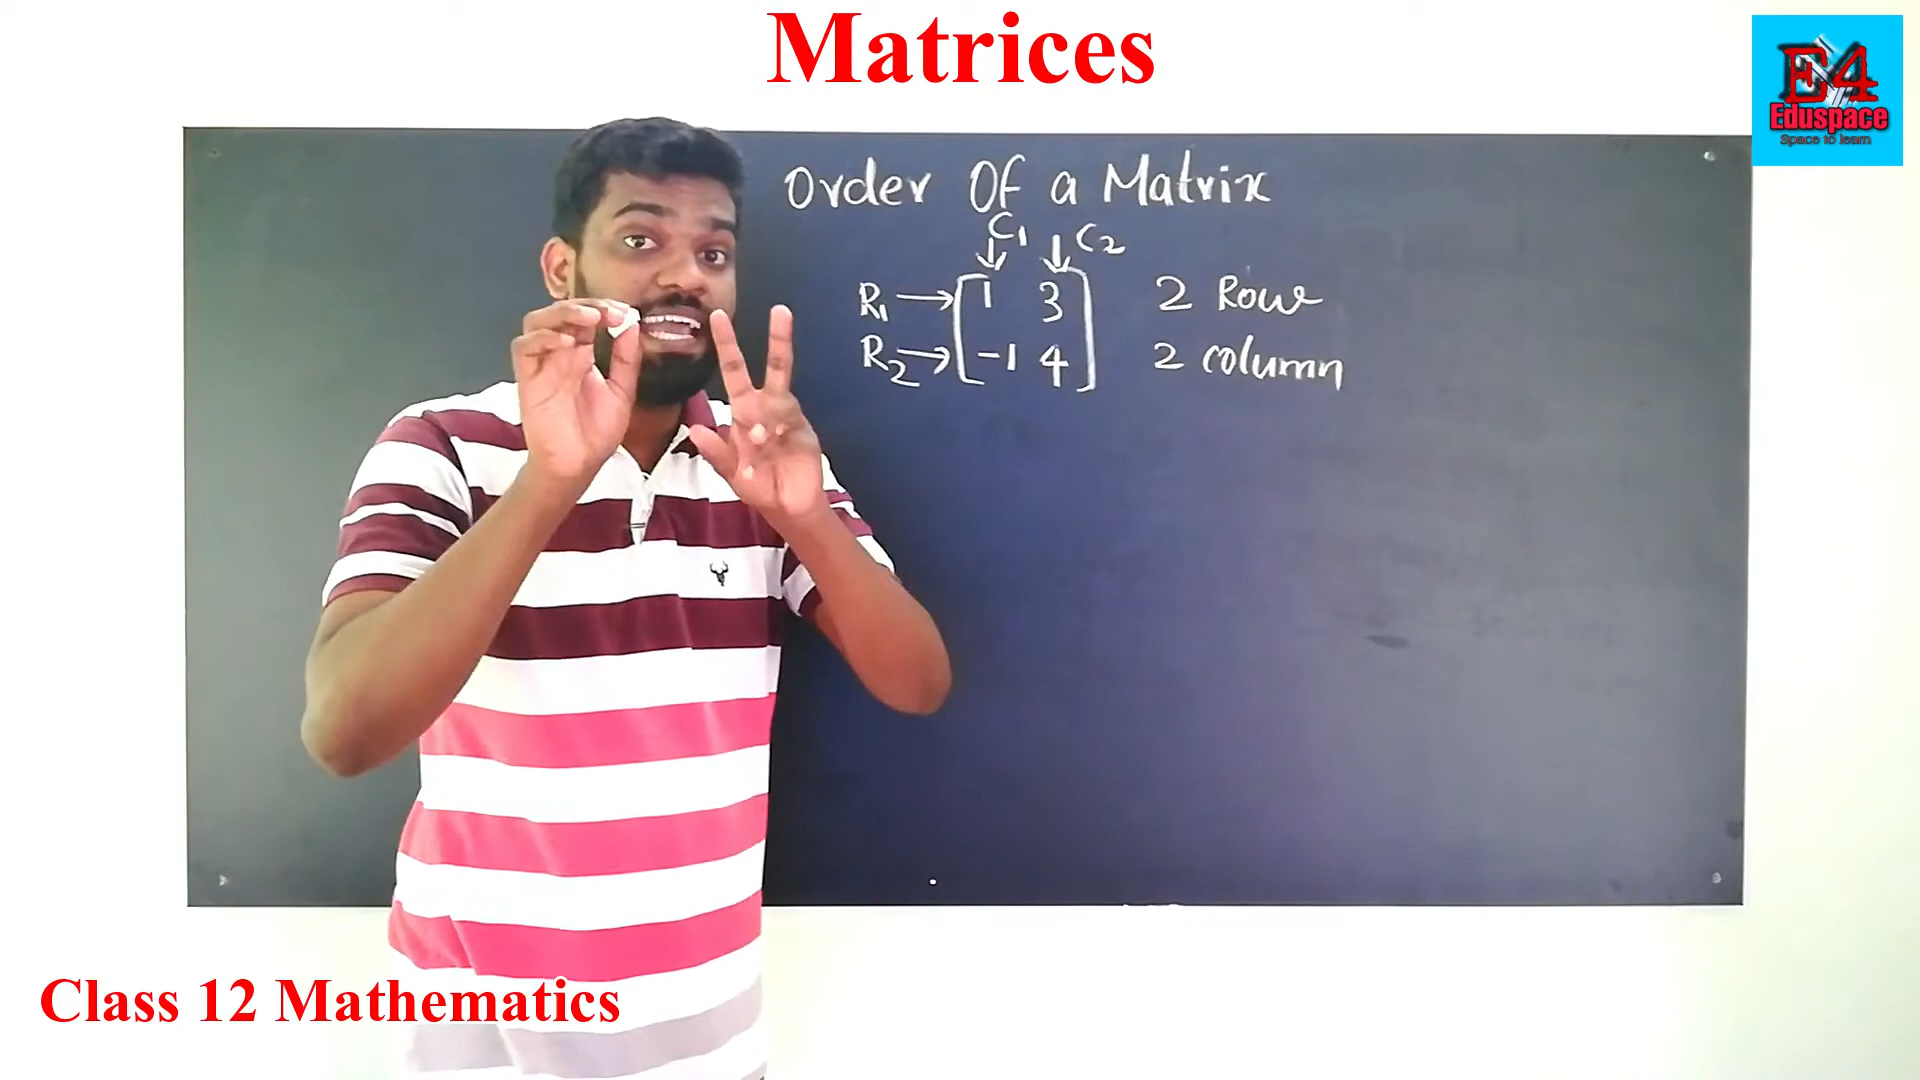 Matrices
E4
Eduspace
Space to learn
Order Of a Matrix
C1 C2
R1 → [ 1 3 2 Row
R2 → -1 4 ] 2 column
Class 12 Mathematics